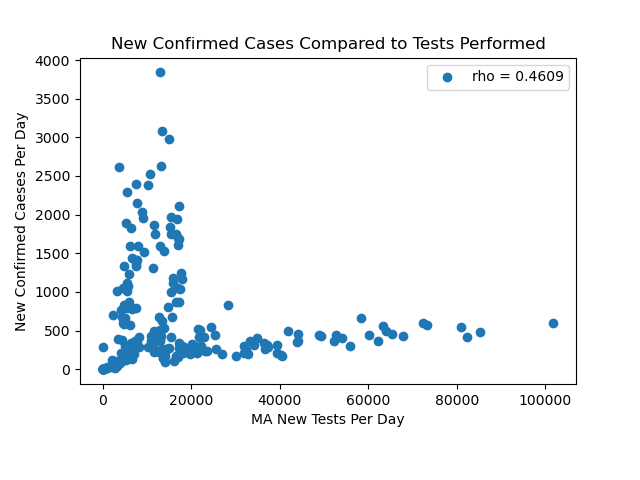 New Confirmed Cases Compared to Tests Performed
rho = 0.4609
New Confirmed Caeses Per Day
4000
3500
3000
2500
2000
1500
1000
500
0
0 20000 40000 60000 80000 100000
MA New Tests Per Day